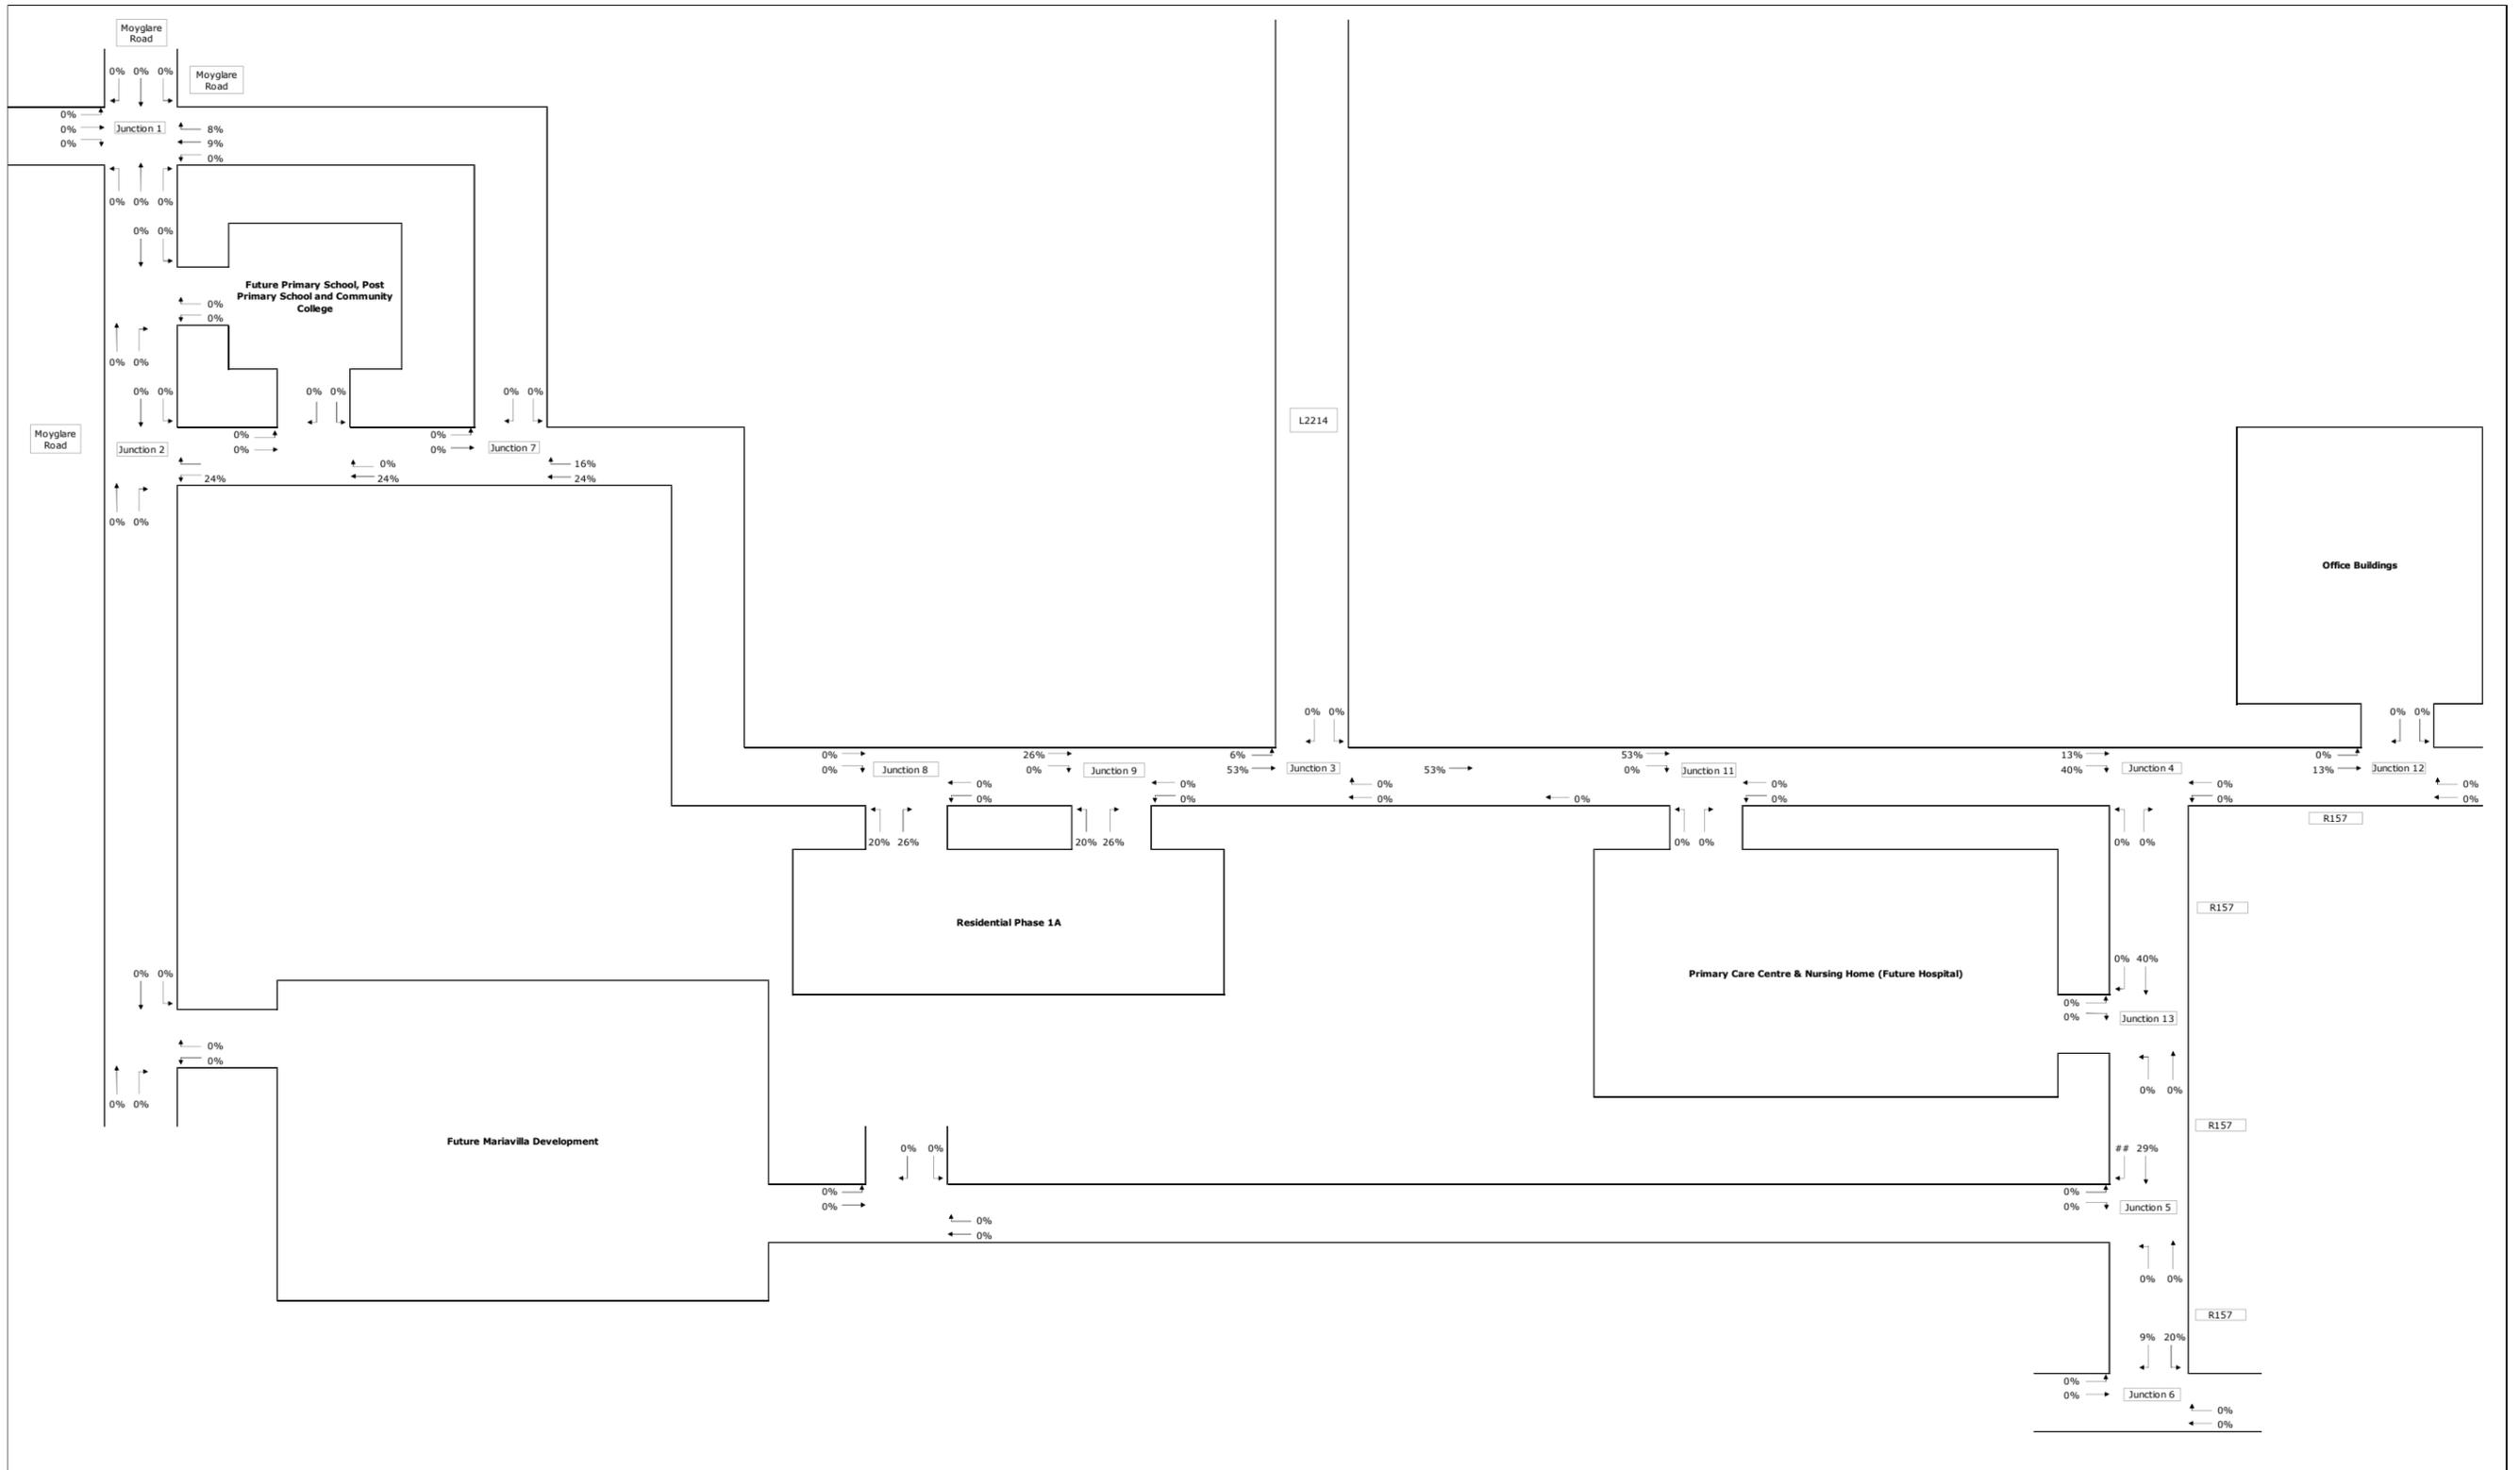 Moyglare
Road
0% 0% 0%
Moyglare
Road
0%
0%
0%
Junction 1
8%
9%
0%
0% 0% 0%
0% 0%
Future Primary School, Post
Primary School and Community
College
0%
0%
0% 0%
0% 0%
0% 0%
0% 0%
Moyglare
Road
Junction 2
0%
0%
0%
0%
Junction 7
24%
0%
24%
16%
24%
0% 0%
L2214
Office Buildings
0% 0%
0% 0%
0%
0%
Junction 8
0%
0%
26%
0%
Junction 9
0%
0%
6%
53%
Junction 3
0%
0%
53%
0%
53%
0%
Junction 11
0%
0%
13%
40%
Junction 4
0%
0%
0%
13%
Junction 12
0%
0%
R157
20% 26%
20% 26%
0% 0%
0% 0%
R157
Residential Phase 1A
Primary Care Centre & Nursing Home (Future Hospital)
0% 40%
0% 0%
0%
0%
Junction 13
0%
0%
0% 0%
0% 0%
R157
Future Mariavilla Development
0% 0%
## 29%
0%
0%
0%
0%
Junction 5
0%
0%
0% 0%
R157
9% 20%
0%
0%
Junction 6
0%
0%